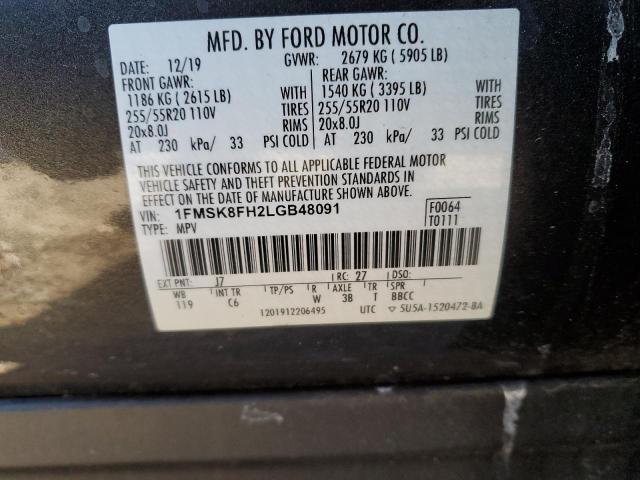 MFD. BY FORD MOTOR CO.
DATE: 12/19 GVWR: 2679 KG ( 5905 LB)
FRONT GAWR: REAR GAWR:
1186 KG ( 2615 LB) WITH 1540 KG ( 3395 LB) WITH
255/55R20 110V TIRES 255/55R20 110V TIRES
20x8.0J RIMS 20x8.0J RIMS
AT 230 kPa/ 33 PSI COLD AT 230 kPa/ 33 PSI COLD
THIS VEHICLE CONFORMS TO ALL APPLICABLE FEDERAL MOTOR
VEHICLE SAFETY AND THEFT PREVENTION STANDARDS IN
EFFECT ON THE DATE OF MANUFACTURE SHOWN ABOVE.
VIN: 1FMSK8FH2LGB48091 F0064
TYPE: MPV T0111
EXT PNT: J7 RC: 27 DSO:
WB INT TR TP/PS R AXLE TR SPR
119 C6 W 3B T BBCC
1201912206495 UTC ▽ 5U5A-1520472-BA